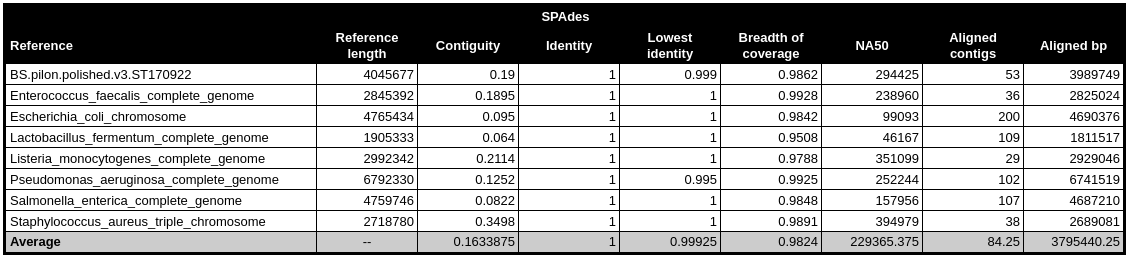 SPAdes
Reference Reference length Contiguity Identity Lowest identity Breadth of coverage NA50 Aligned contigs Aligned bp
BS.pilon.polished.v3.ST170922 4045677 0.19 1 0.999 0.9862 294425 53 3989749
Enterococcus_faecalis_complete_genome 2845392 0.1895 1 1 0.9928 238960 36 2825024
Escherichia_coli_chromosome 4765434 0.095 1 1 0.9842 99093 200 4690376
Lactobacillus_fermentum_complete_genome 1905333 0.064 1 1 0.9508 46167 109 1811517
Listeria_monocytogenes_complete_genome 2992342 0.2114 1 1 0.9788 351099 29 2929046
Pseudomonas_aeruginosa_complete_genome 6792330 0.1252 1 0.995 0.9925 252244 102 6741519
Salmonella_enterica_complete_genome 4759746 0.0822 1 1 0.9848 157956 107 4687210
Staphylococcus_aureus_triple_chromosome 2718780 0.3498 1 1 0.9891 394979 38 2689081
Average -- 0.1633875 1 0.99925 0.9824 229365.375 84.25 3795440.25